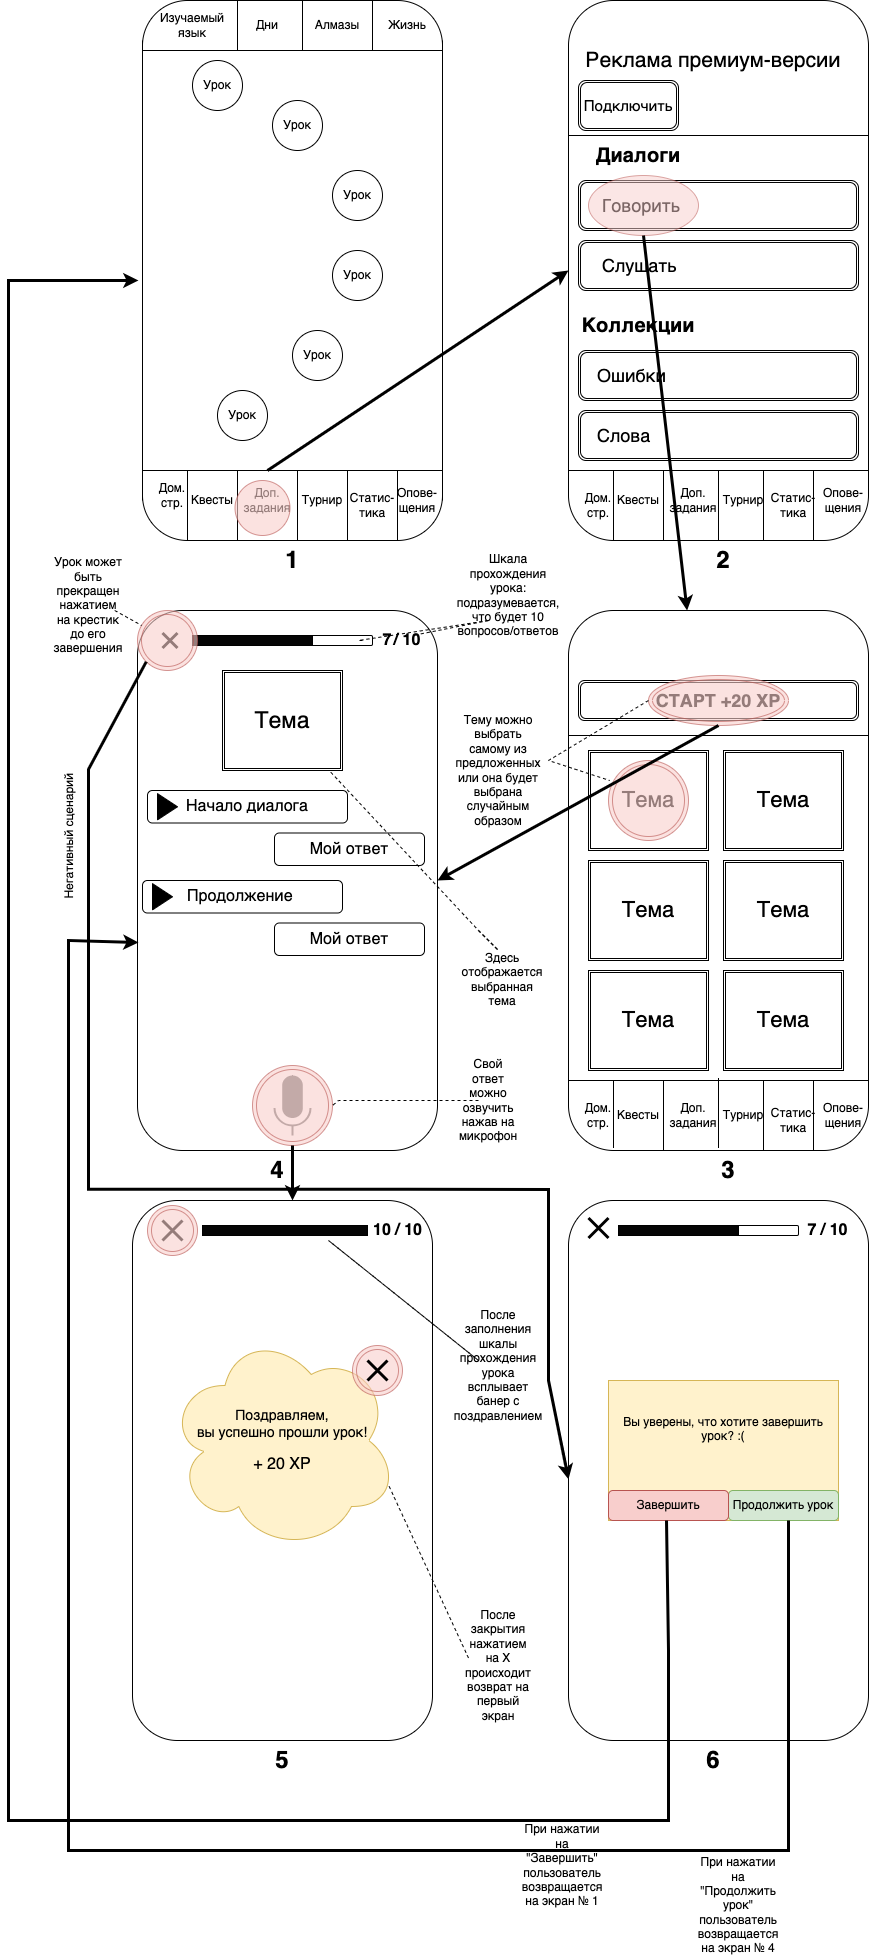 Изучаемый
язык
Дни
Алмазы
Жизнь
Урок
Урок
Урок
Урок
Урок
Урок
Дом.
стр.
Квесты
Доп.
задания
Турнир
Статис-
тика
Опове-
щения
1
Реклама премиум-версии
Подключить
Диалоги
Говорить
Слушать
Коллекции
Ошибки
Слова
Дом.
стр.
Квесты
Доп.
задания
Турнир
Статис-
тика
Опове-
щения
2
Урок может
быть
прекращен
нажатием
на крестик
до его
завершения
Шкала
прохождения
урока:
подразумевается,
что будет 10
вопросов/ответов
7 / 10
Тема
Начало диалога
Мой ответ
Продолжение
Мой ответ
Негативный сценарий
Тему можно
выбрать
самому из
предложенных
или она будет
выбрана
случайным
образом
Здесь
отображается
выбранная
тема
Свой
ответ
можно
озвучить
нажав на
микрофон
4
СТАРТ +20 XP
Тема
Тема
Тема
Тема
Тема
Тема
Дом.
стр.
Квесты
Доп.
задания
Турнир
Статис-
тика
Опове-
щения
3
10 / 10
Поздравляем,
вы успешно прошли урок!
+ 20 XP
После
заполнения
шкалы
прохождения
урока
всплывает
банер с
поздравлением
После
закрытия
нажатием
на X
происходит
возврат на
первый
экран
5
7 / 10
Вы уверены, что хотите завершить
урок? :(
Завершить
Продолжить урок
6
При нажатии
на
"Завершить"
пользователь
возвращается
на экран № 1
При нажатии
на
"Продолжить
урок"
пользователь
возвращается
на экран № 4